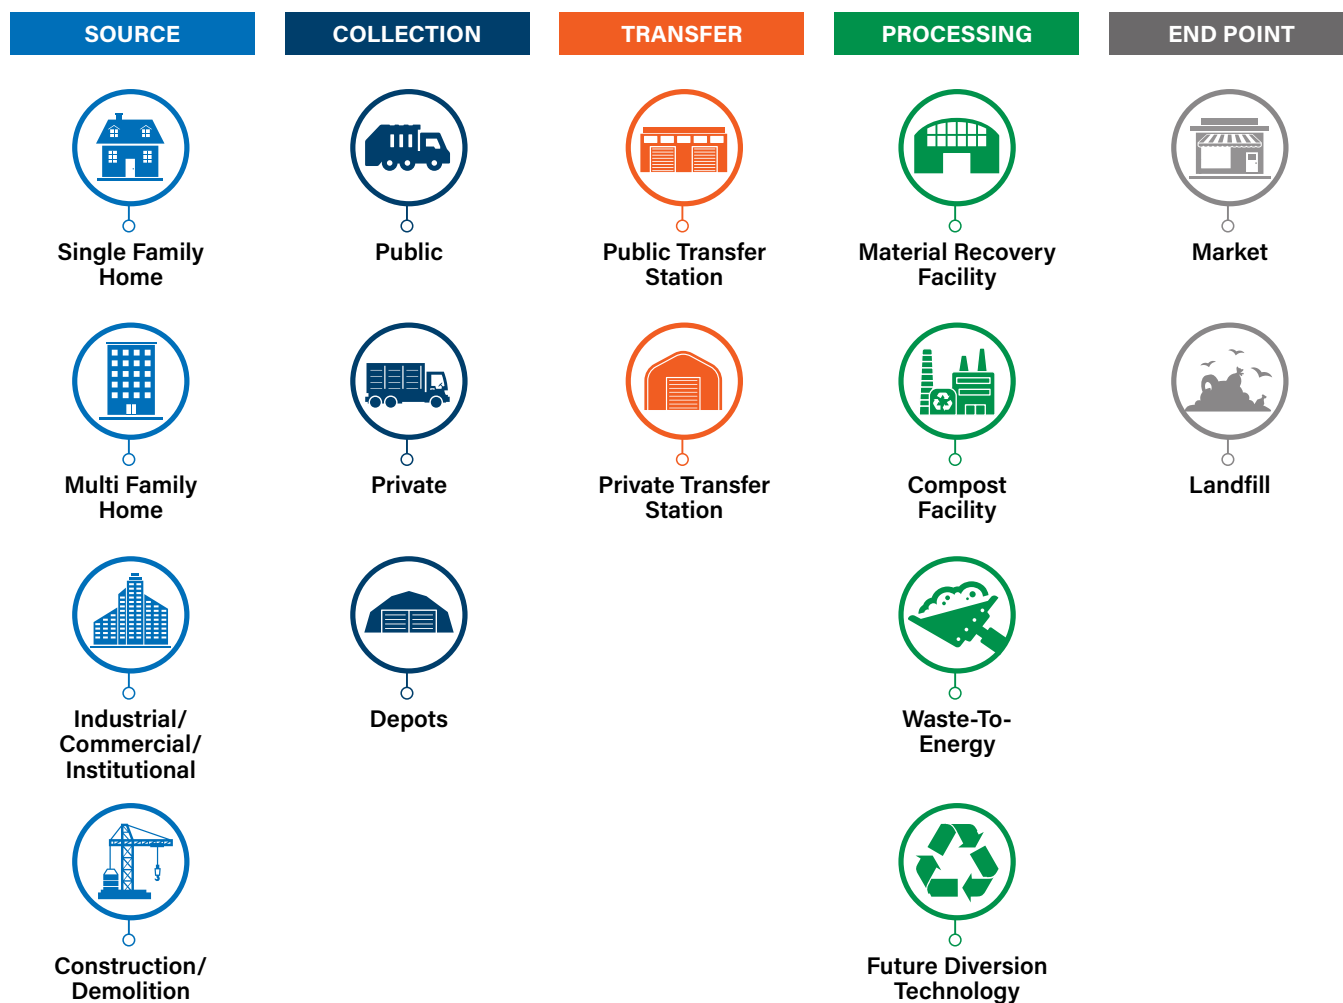 SOURCE
COLLECTION
TRANSFER
PROCESSING
END POINT
Single Family
Home
Public
Public Transfer
Station
Material Recovery
Facility
Market
Multi Family
Home
Private
Private Transfer
Station
Compost
Facility
Landfill
Industrial/
Commercial/
Institutional
Depots
Waste-To-
Energy
Construction/
Demolition
Future Diversion
Technology